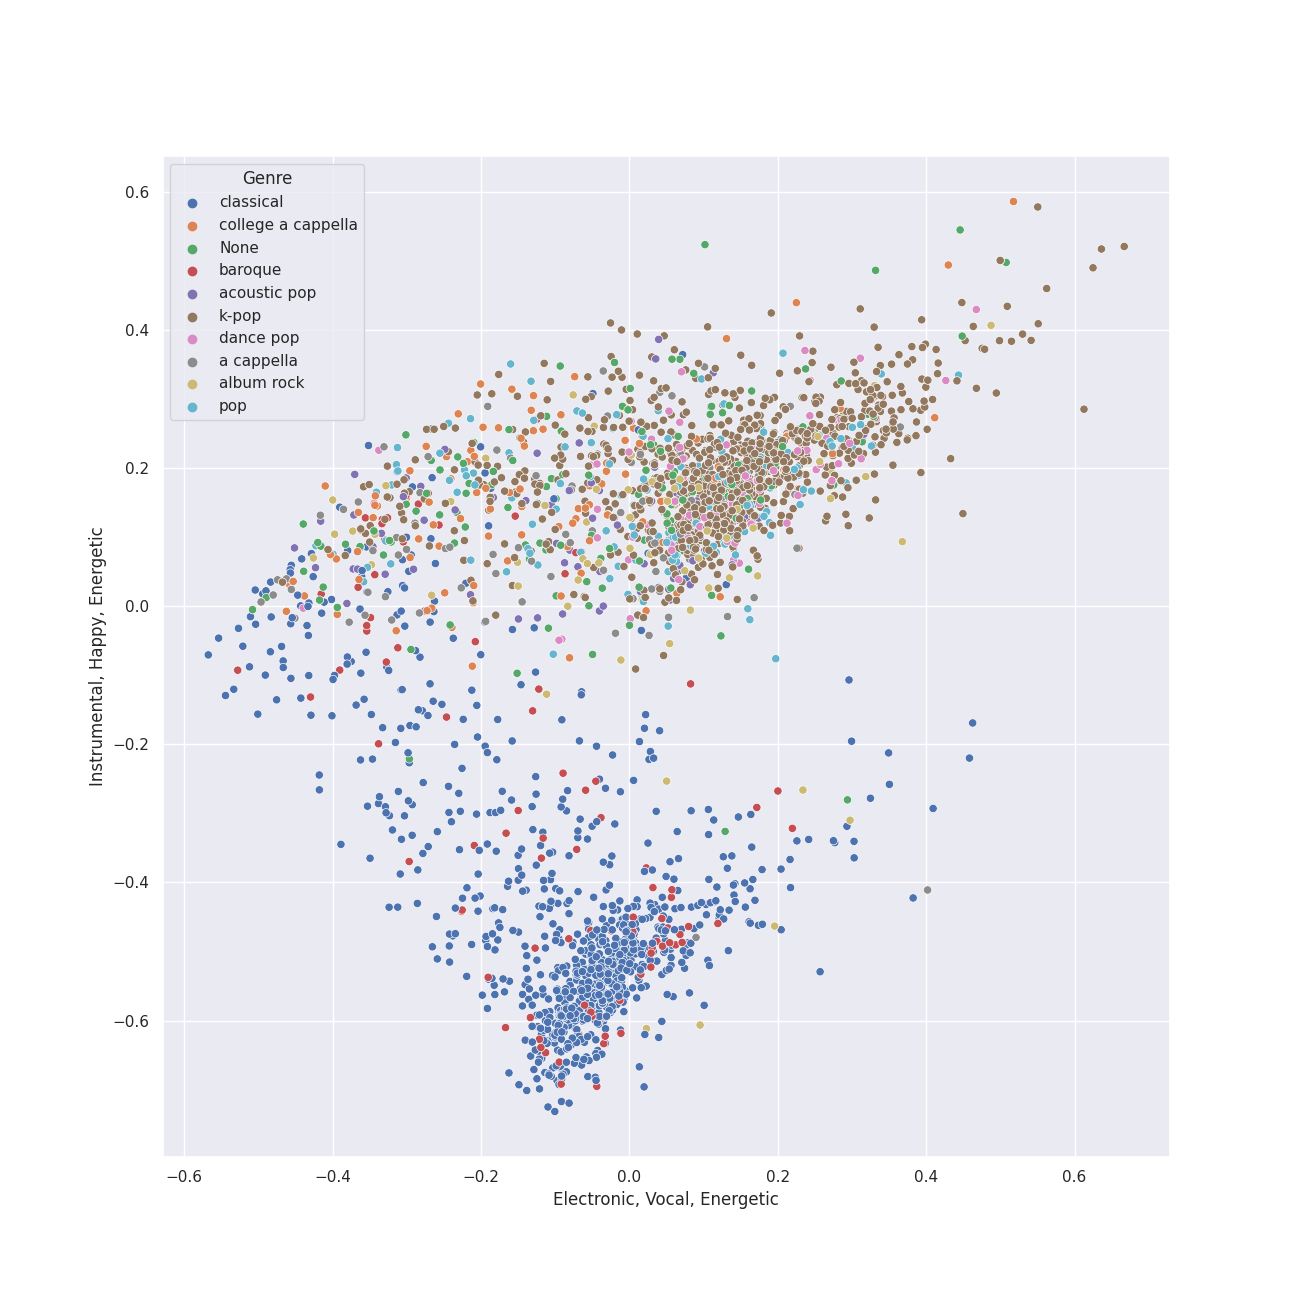 Genre
classical
college a cappella
None
baroque
acoustic pop
k-pop
dance pop
a cappella
album rock
pop
0.6
0.4
0.2
0.0
−0.2
−0.4
−0.6
Instrumental, Happy, Energetic
−0.6
−0.4
−0.2
0.0
0.2
0.4
0.6
Electronic, Vocal, Energetic